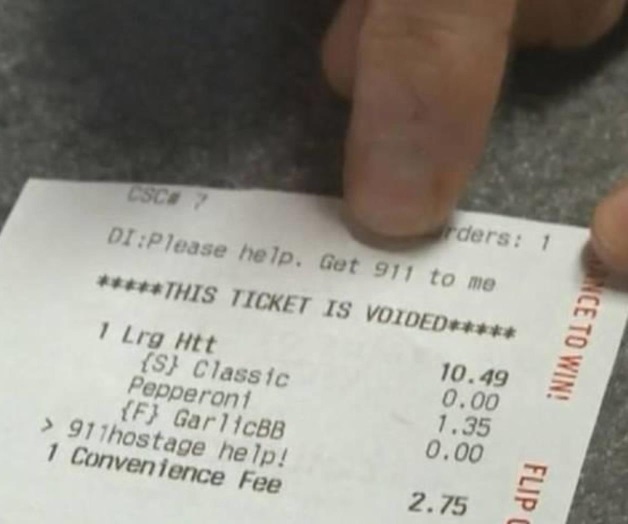 CSC# 7
rders: 1
DI:Please help. Get 911 to me
*****THIS TICKET IS VOIDED*****
1 Lrg Htt 10.49
{S} Classic 0.00
Pepperoni 1.35
{F} GarlicBB 0.00
> 911hostage help!
1 Convenience Fee 2.75
NCE TO WIN!
FLIP